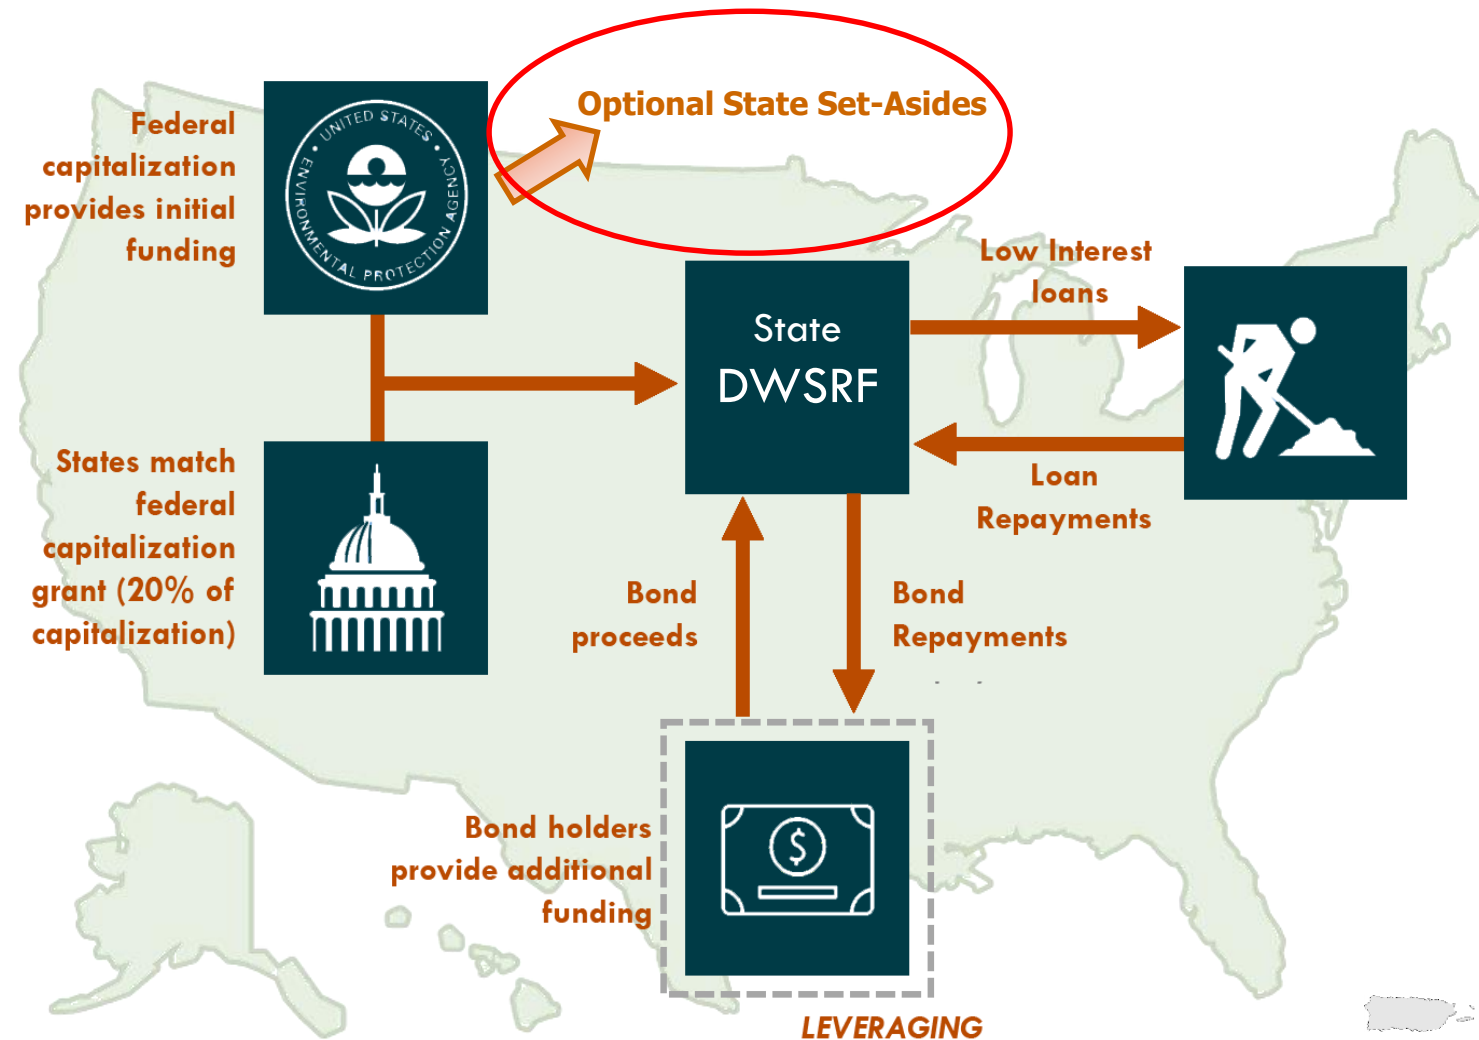 Optional State Set-Asides
Federal
capitalization
provides initial
funding
UNITED STATES • ENVIRONMENTAL PROTECTION AGENCY •
State
DWSRF
Low Interest
loans
Loan
Repayments
States match
federal
capitalization
grant (20% of
capitalization)
Bond
proceeds
Bond
Repayments
Bond holders
provide additional
funding
$
LEVERAGING